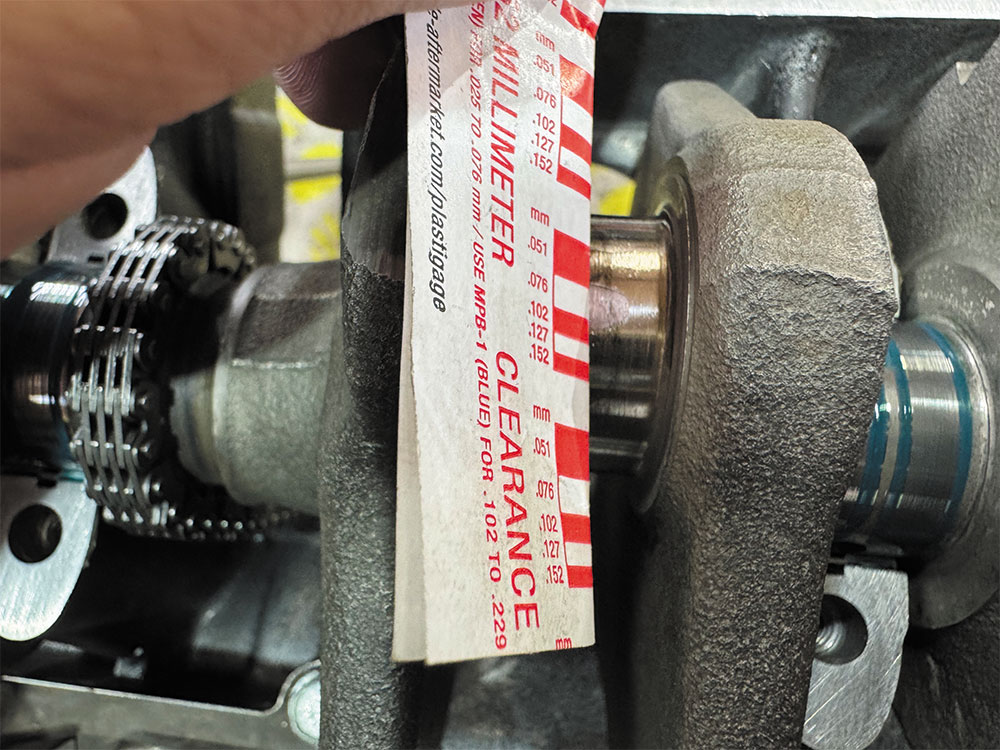 mm
.051
.076
.102
.127
.152
mm
.051
.076
.102
.127
.152
mm
.051
.076
.102
.127
.152
mm
MILLIMETER CLEARANCE
FOR .025 TO .076 mm / USE MPB-1 (BLUE) FOR .102 TO .229
-aftermarket.com/plastigage